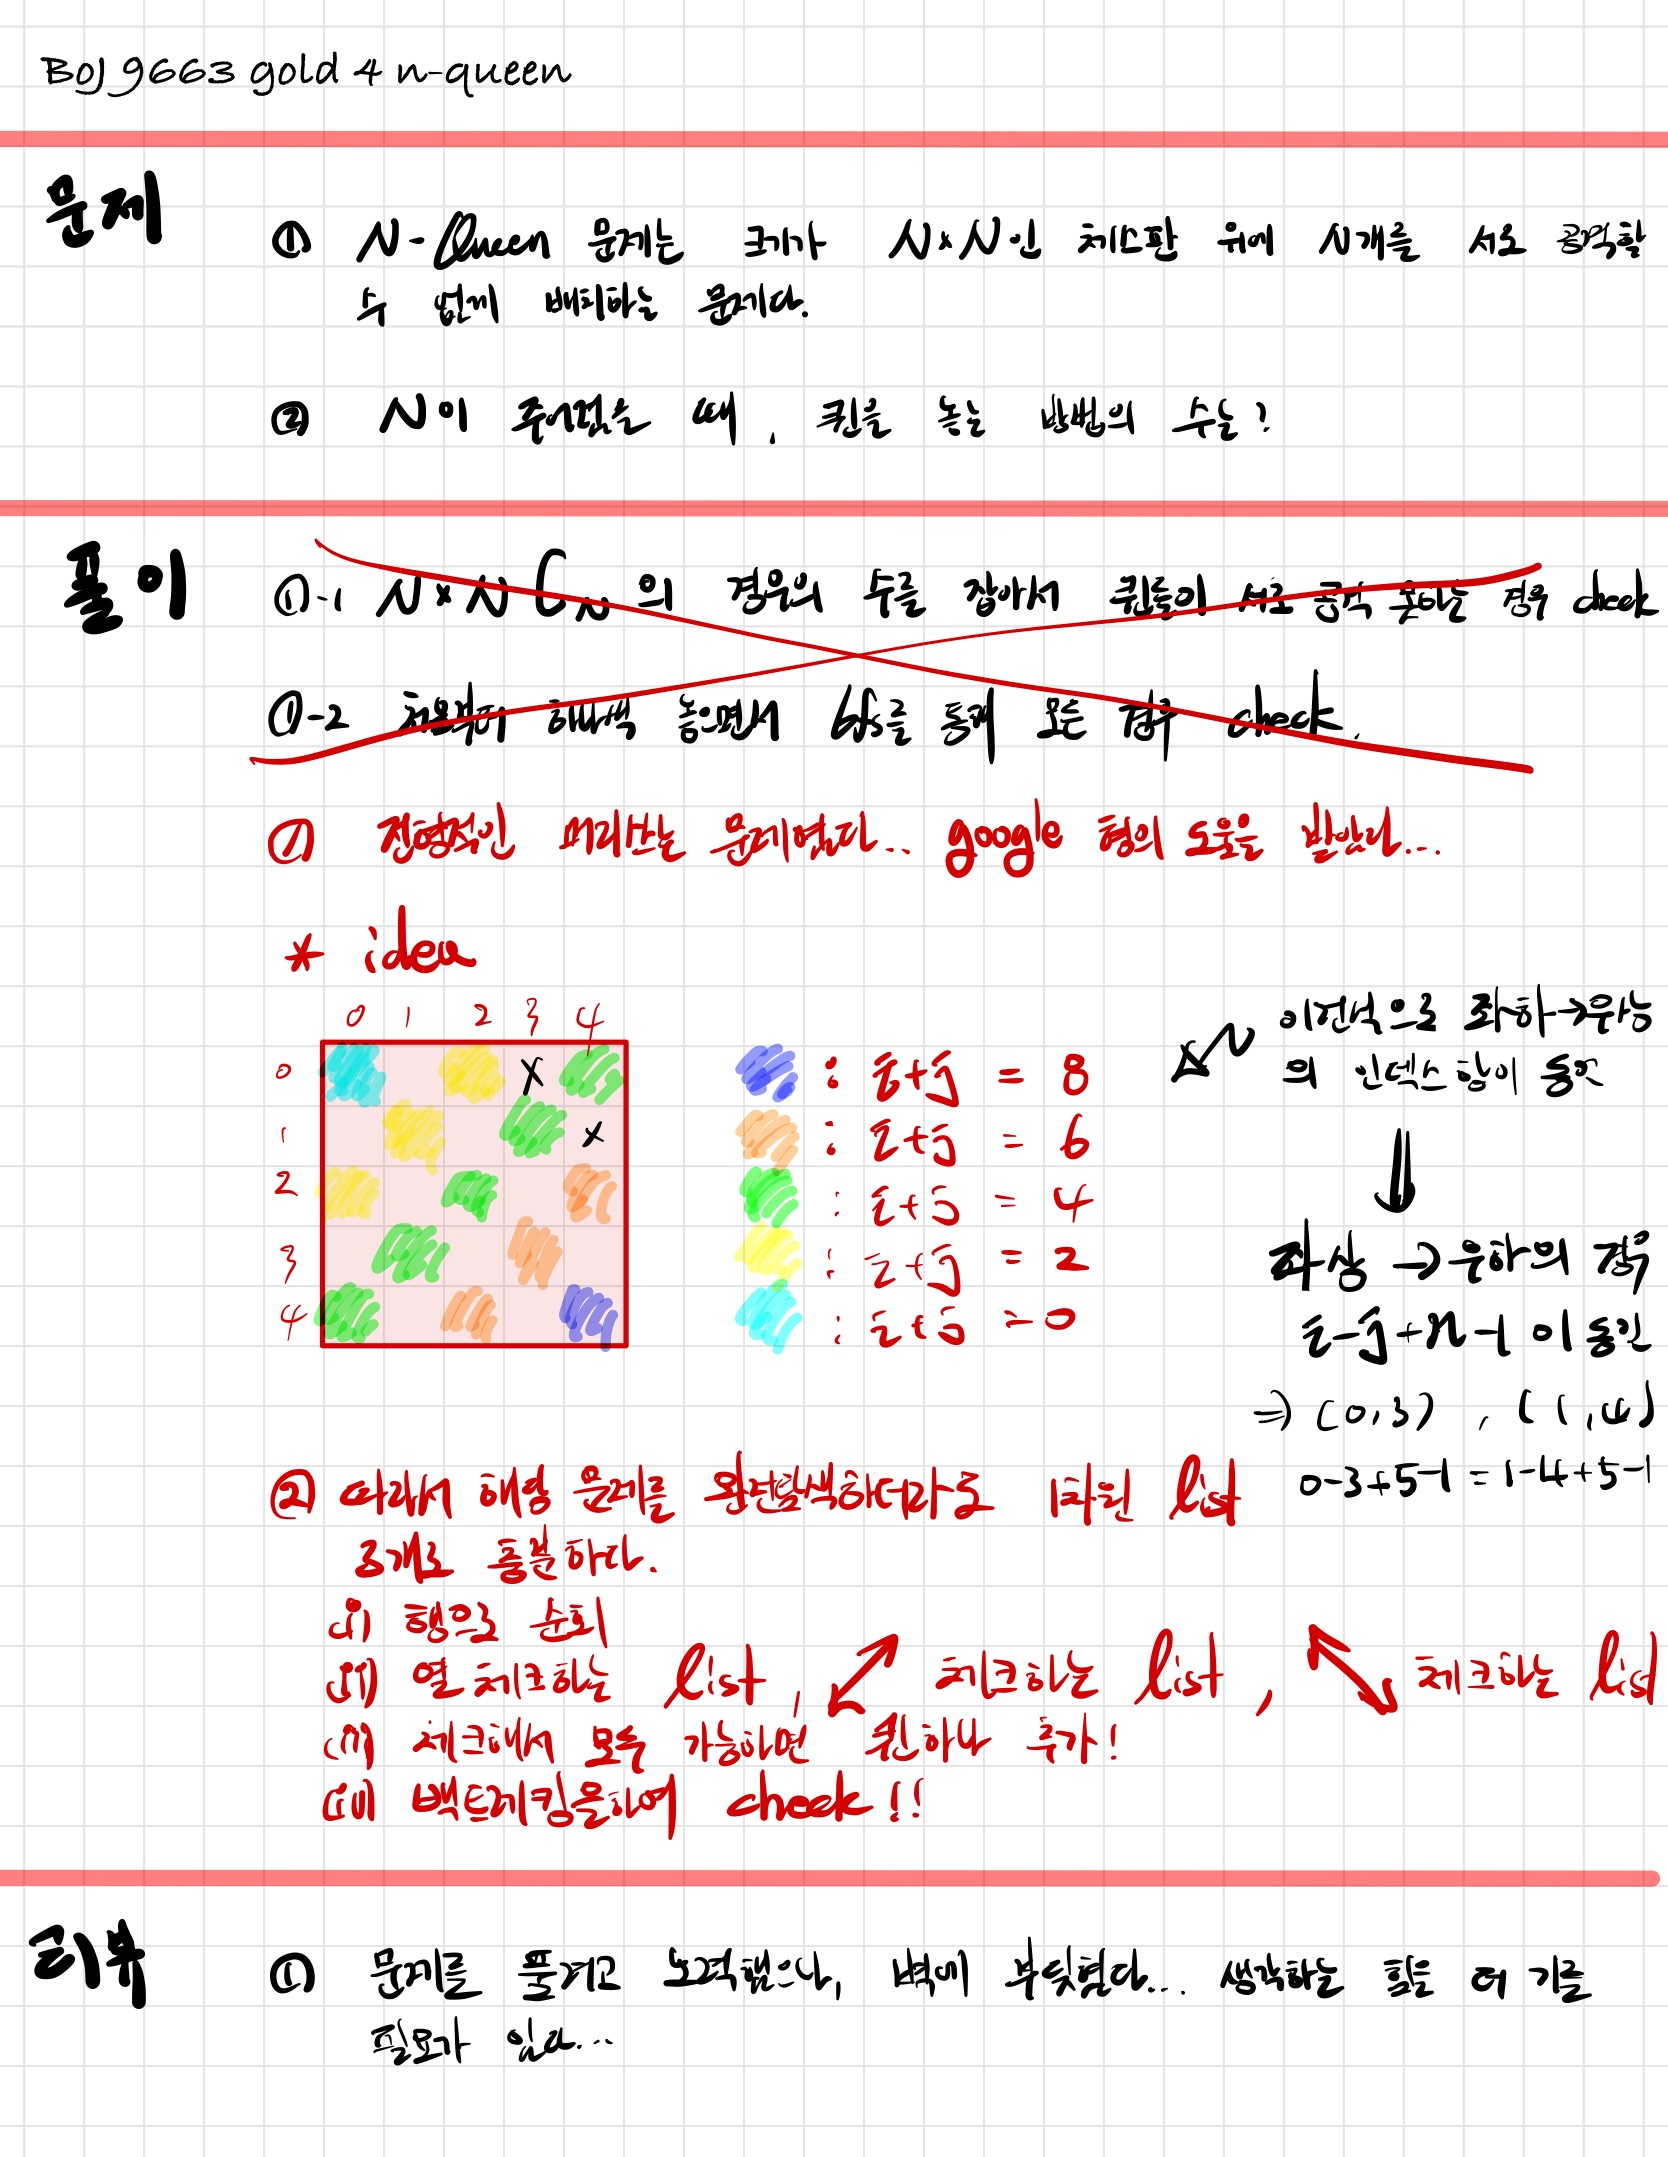 BOJ 9663 gold 4 n-queen
문제
① N-Queen 문제는 크기가 N×N인 체스판 위에 N개를 서로 공격할
수 없게 배치하는 문제다.
② N이 주어졌을 때, 퀸을 놓는 방법의 수는?
풀이
①-1 N×N C N 의 경우의 수를 잡아서 퀸들이 서로 공격 못하는 경우 check
①-2 처음부터 하나씩 놓으면서 bfs를 통해 모든 경우 check.
① 전형적인 머리쓰는 문제였다... google 형의 도움을 받았다...
* idea
0 1 2 3 4
0 X
1 X
2
3
4
: i+j = 8
: i+j = 6
: i+j = 4
: i+j = 2
: i+j = 0
이런식으로 좌하→우상
의 인덱스 합이 동일
좌상 → 우하의 경우
i-j+n-1 이 동일
⇒ (0,3) , (1,4)
0-3+5-1 = 1-4+5-1
② 따라서 해당 문제를 완전탐색하더라도 1차원 list
3개로 충분하다.
(i) 행으로 순회
(ii) 열 체크하는 list, ↗↙ 체크하는 list, ↖↘ 체크하는 list
체크해서 모두 가능하면 퀸하나 추가!
백트레킹을하여 check!!
리뷰
① 문제를 풀려고 노력했으나, 벽에 부딪혔다... 생각하는 힘을 더 기를
필요가 있다...